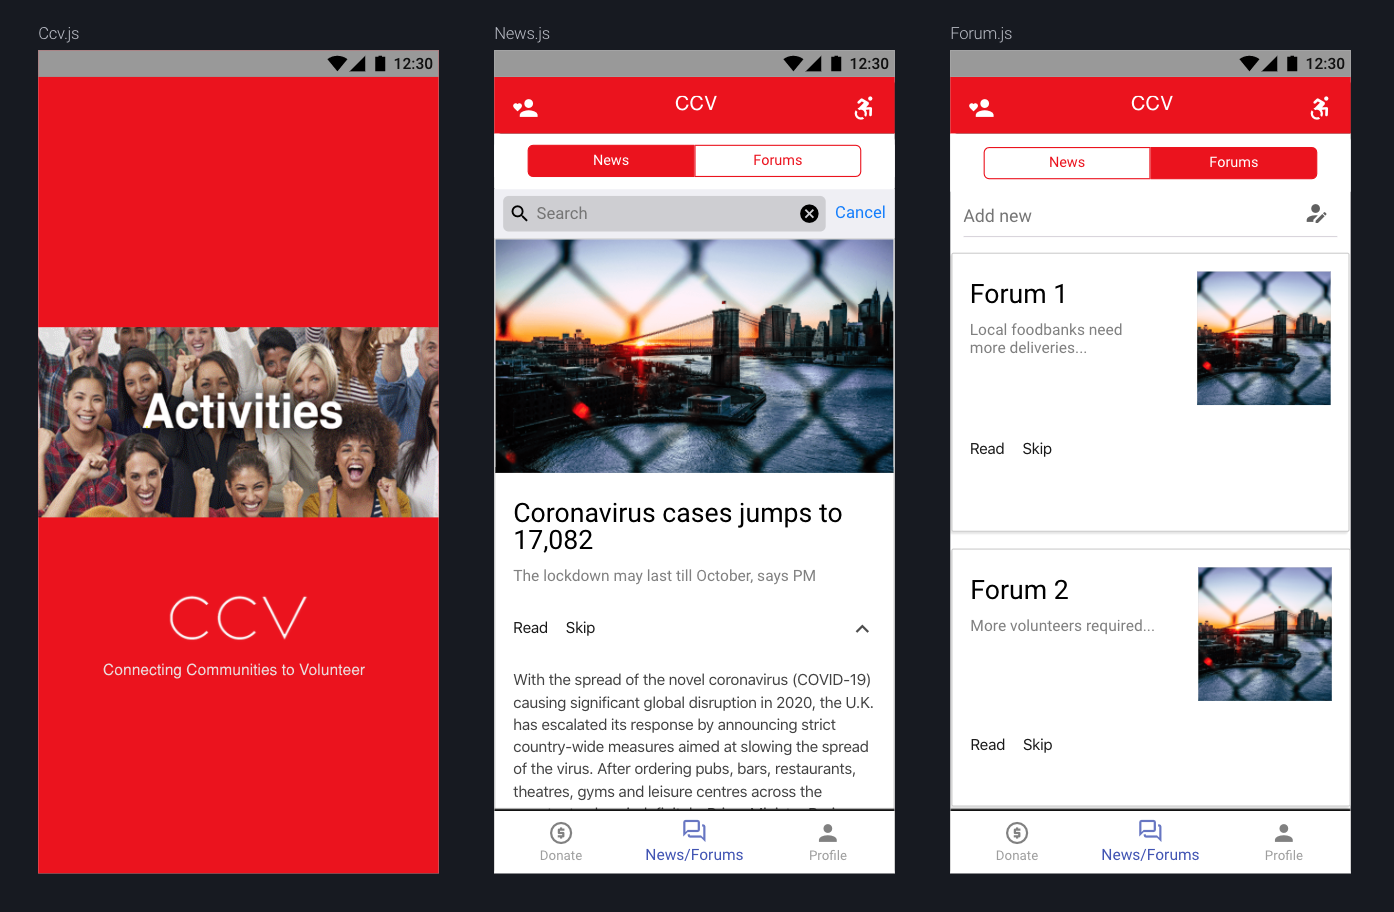 Ccv.js
12:30
Activities
CCV
Connecting Communities to Volunteer
News.js
12:30
CCV
News Forums
Search Cancel
Coronavirus cases jumps to
17,082
The lockdown may last till October, says PM
Read Skip
With the spread of the novel coronavirus (COVID-19)
causing significant global disruption in 2020, the U.K.
has escalated its response by announcing strict
country-wide measures aimed at slowing the spread
of the virus. After ordering pubs, bars, restaurants,
theatres, gyms and leisure centres across the
Donate News/Forums Profile
Forum.js
12:30
CCV
News Forums
Add new
Forum 1
Local foodbanks need
more deliveries...
Read Skip
Forum 2
More volunteers required...
Read Skip
Donate News/Forums Profile